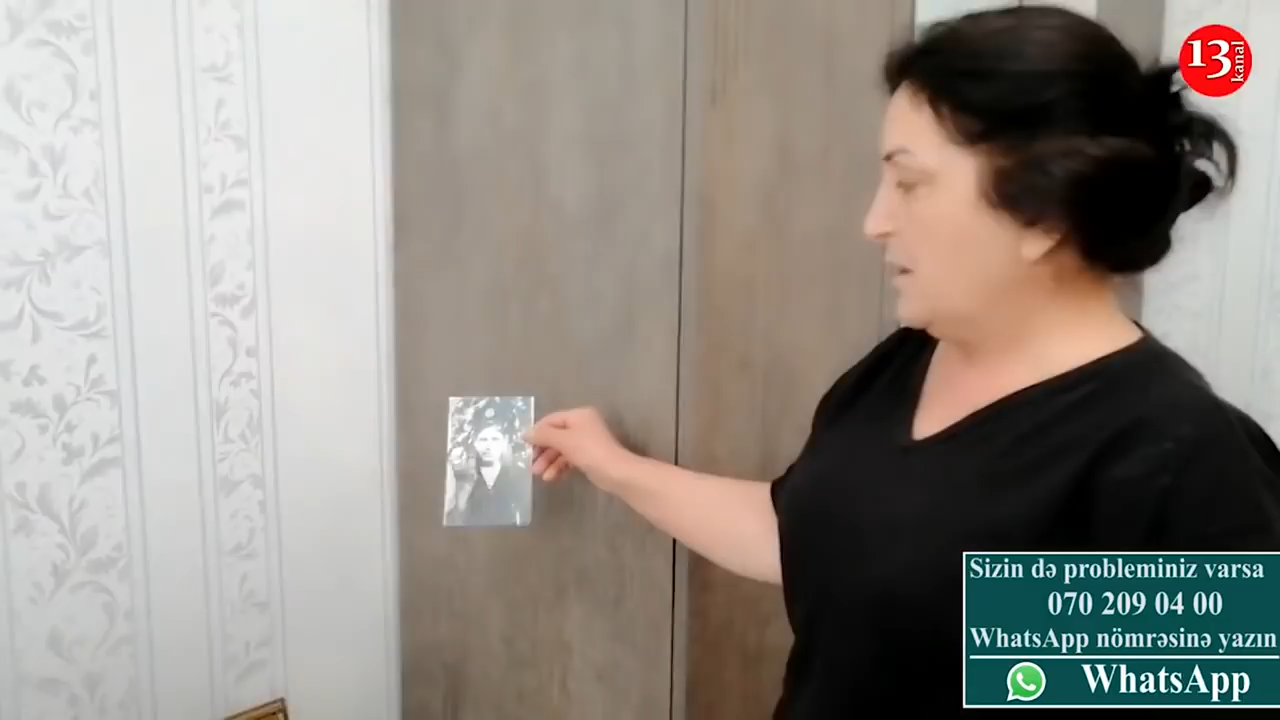 13 kanal
Sizin də probleminiz varsa
070 209 04 00
WhatsApp nömrəsinə yazın
WhatsApp